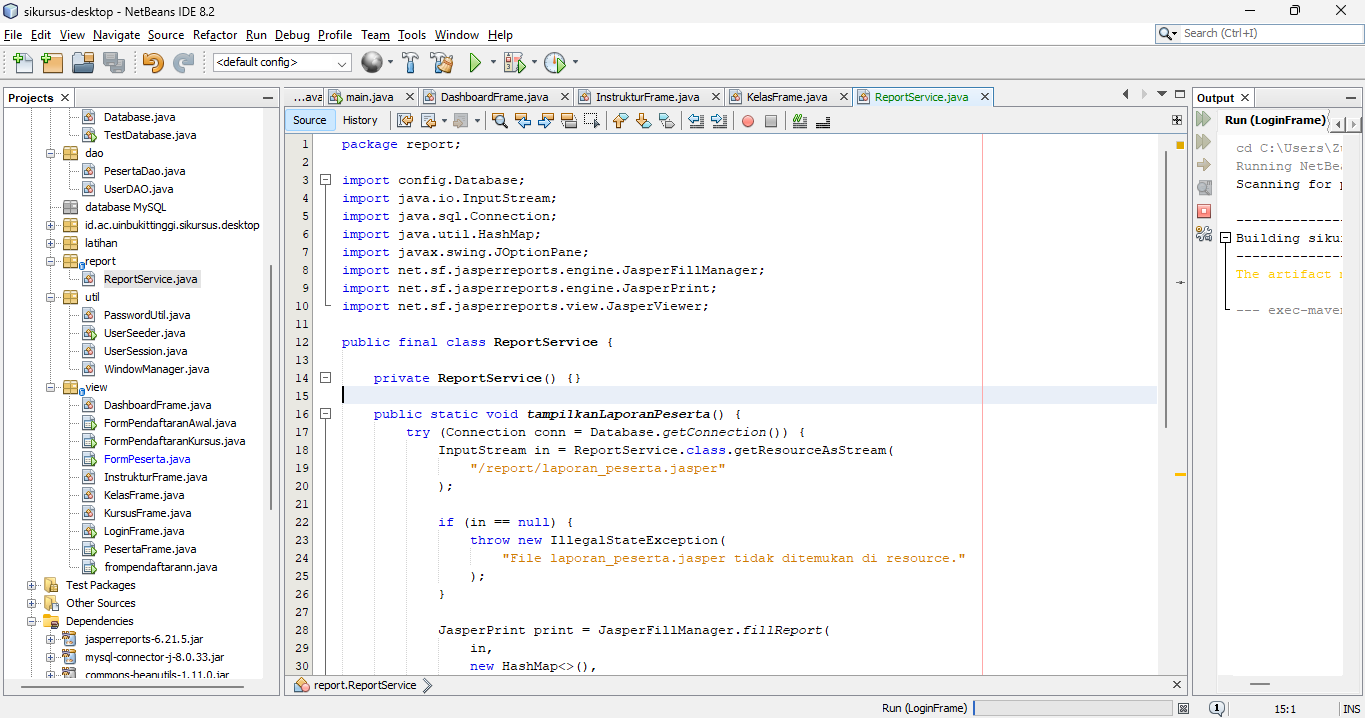 sikursus-desktop - NetBeans IDE 8.2
File Edit View Navigate Source Refactor Run Debug Profile Team Tools Window Help
Search (Ctrl+I)
<default config>
Projects
Database.java
TestDatabase.java
dao
PesertaDao.java
UserDAO.java
database MySQL
id.ac.uinbukittinggi.sikursus.desktop
latihan
report
ReportService.java
util
PasswordUtil.java
UserSeeder.java
UserSession.java
WindowManager.java
view
DashboardFrame.java
FormPendaftaranAwal.java
FormPendaftaranKursus.java
FormPeserta.java
InstrukturFrame.java
KelasFrame.java
KursusFrame.java
LoginFrame.java
PesertaFrame.java
frompendaftarann.java
Test Packages
Other Sources
Dependencies
jasperreports-6.21.5.jar
mysql-connector-j-8.0.33.jar
commons-beanutils-1.11.0.jar
...ava main.java DashboardFrame.java InstrukturFrame.java KelasFrame.java ReportService.java
Source History
1 package report;
2
3 import config.Database;
4 import java.io.InputStream;
5 import java.sql.Connection;
6 import java.util.HashMap;
7 import javax.swing.JOptionPane;
8 import net.sf.jasperreports.engine.JasperFillManager;
9 import net.sf.jasperreports.engine.JasperPrint;
10 import net.sf.jasperreports.view.JasperViewer;
11
12 public final class ReportService {
13
14 private ReportService() {}
15
16 public static void tampilkanLaporanPeserta() {
17 try (Connection conn = Database.getConnection()) {
18 InputStream in = ReportService.class.getResourceAsStream(
19 "/report/laporan_peserta.jasper"
20 );
21
22 if (in == null) {
23 throw new IllegalStateException(
24 "File laporan_peserta.jasper tidak ditemukan di resource."
25 );
26 }
27
28 JasperPrint print = JasperFillManager.fillReport(
29 in,
30 new HashMap<>(),
report.ReportService
Output
Run (LoginFrame)
cd C:\Users\Z
Running NetBe
Scanning for
------------
Building siku
------------
The artifact
--- exec-mave
Run (LoginFrame)
1
15:1
INS